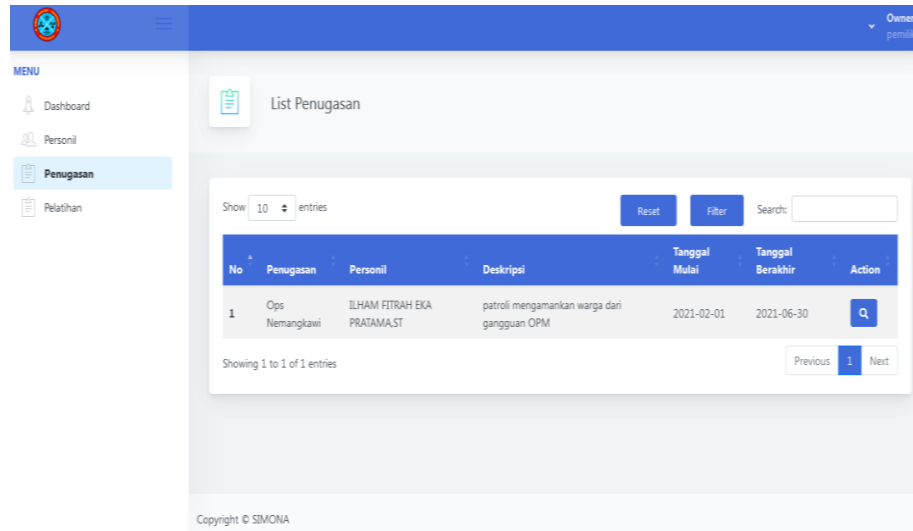 Owner
pemilik
MENU
Dashboard
Personil
Penugasan
Pelatihan
List Penugasan
Show 10 entries
Reset
Filter
Search:
No
Penugasan
Personil
Deskripsi
Tanggal
Mulai
Tanggal
Berakhir
Action
1
Ops
Nemangkawi
ILHAM FITRAH EKA
PRATAMA,ST
patroli mengamankan warga dari
gangguan OPM
2021-02-01
2021-06-30
Showing 1 to 1 of 1 entries
Previous 1 Next
Copyright © SIMONA